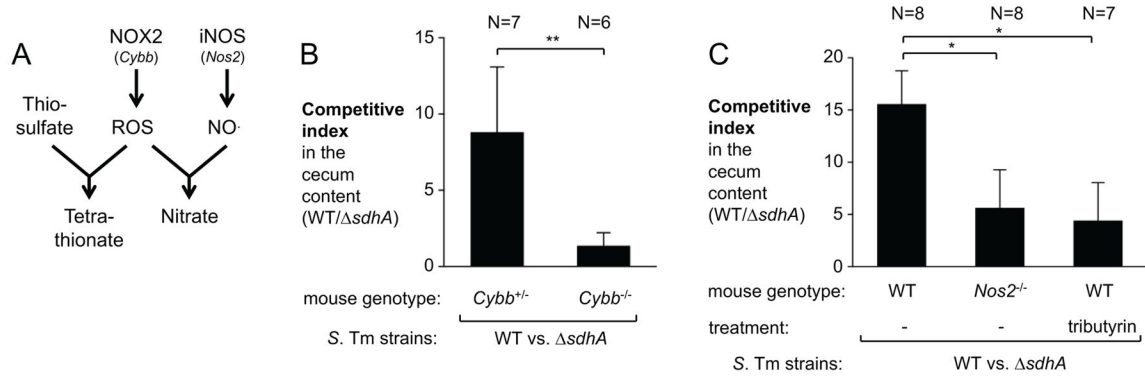 A
NOX2
(Cybb)
iNOS
(Nos2)
Thio-
sulfate
ROS
NO·
Tetra-
thionate
Nitrate
B
N=7 N=6
**
Competitive
index
in the
cecum
content
(WT/ΔsdhA)
15
10
5
0
mouse genotype: Cybb+/- Cybb-/-
S. Tm strains: WT vs. ΔsdhA
C
N=8 N=8 N=7
*
*
Competitive
index
in the
cecum
content
(WT/ΔsdhA)
20
15
10
5
0
mouse genotype: WT Nos2-/- WT
treatment: - - tributyrin
S. Tm strains: WT vs. ΔsdhA